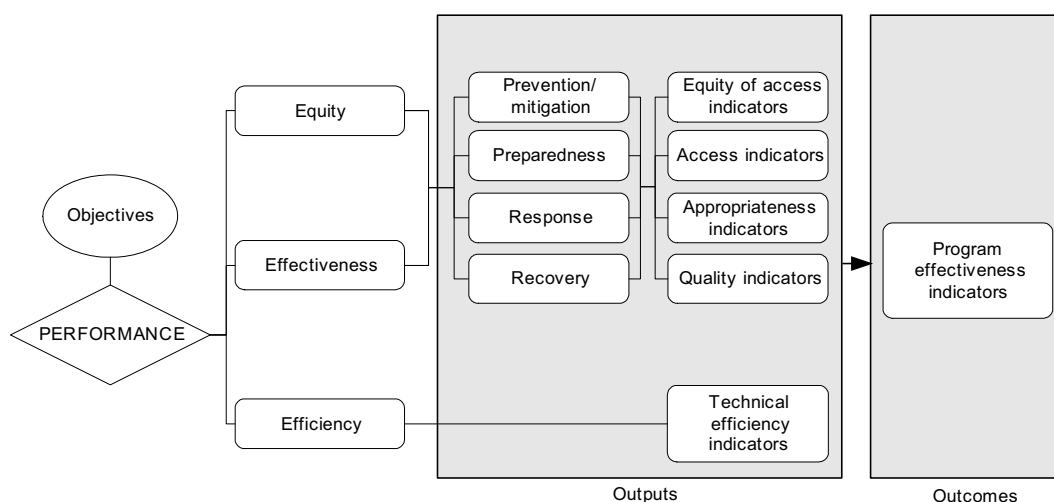 Objectives
PERFORMANCE
Equity
Effectiveness
Efficiency
Prevention/
mitigation
Preparedness
Response
Recovery
Equity of access
indicators
Access indicators
Appropriateness
indicators
Quality indicators
Technical
efficiency
indicators
Outputs
Program
effectiveness
indicators
Outcomes